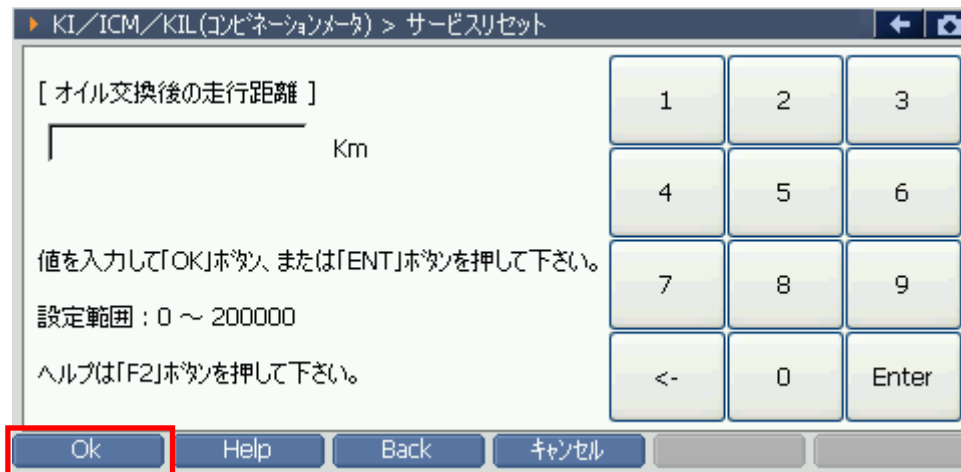 KI/ICM/KIL(ｺﾝﾋﾞﾈｰｼｮﾝﾒｰﾀ) > サービスリセット
[ オイル交換後の走行距離 ]
Km
値を入力して｢OK｣ﾎﾞﾀﾝ、または｢ENT｣ﾎﾞﾀﾝを押して下さい。
設定範囲：0 ～ 200000
ヘルプは｢F2｣ﾎﾞﾀﾝを押して下さい。
1 2 3
4 5 6
7 8 9
<- 0 Enter
Ok Help Back ｷｬﾝｾﾙ